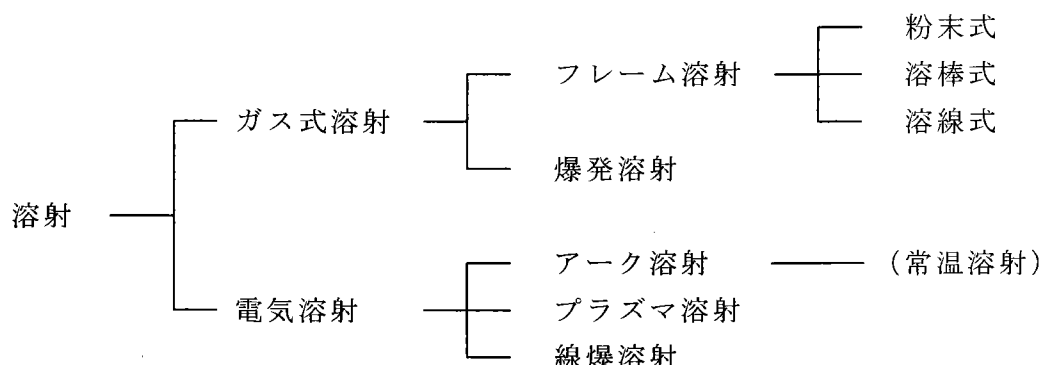 粉末式
フレーム溶射 溶棒式
ガス式溶射 溶線式
爆発溶射
溶射
アーク溶射 (常温溶射)
電気溶射 プラズマ溶射
線爆溶射